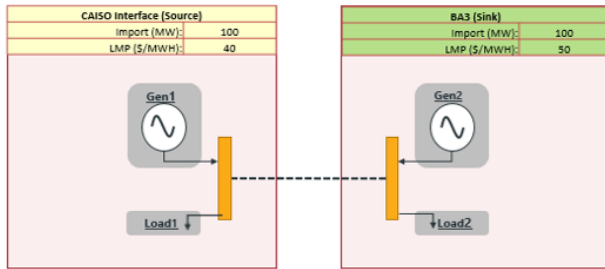 CAISO Interface (Source)
Import (MW): 100
LMP ($/MWH): 40
Gen1
Load1
BA3 (Sink)
Import (MW): 100
LMP ($/MWH): 50
Gen2
Load2